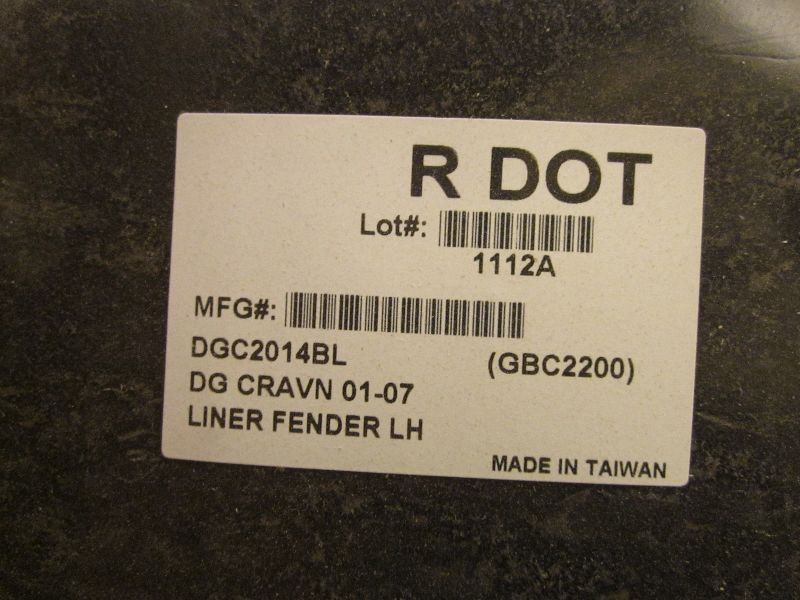 R DOT
Lot#:
1112A
MFG#:
DGC2014BL (GBC2200)
DG CRAVN 01-07
LINER FENDER LH
MADE IN TAIWAN